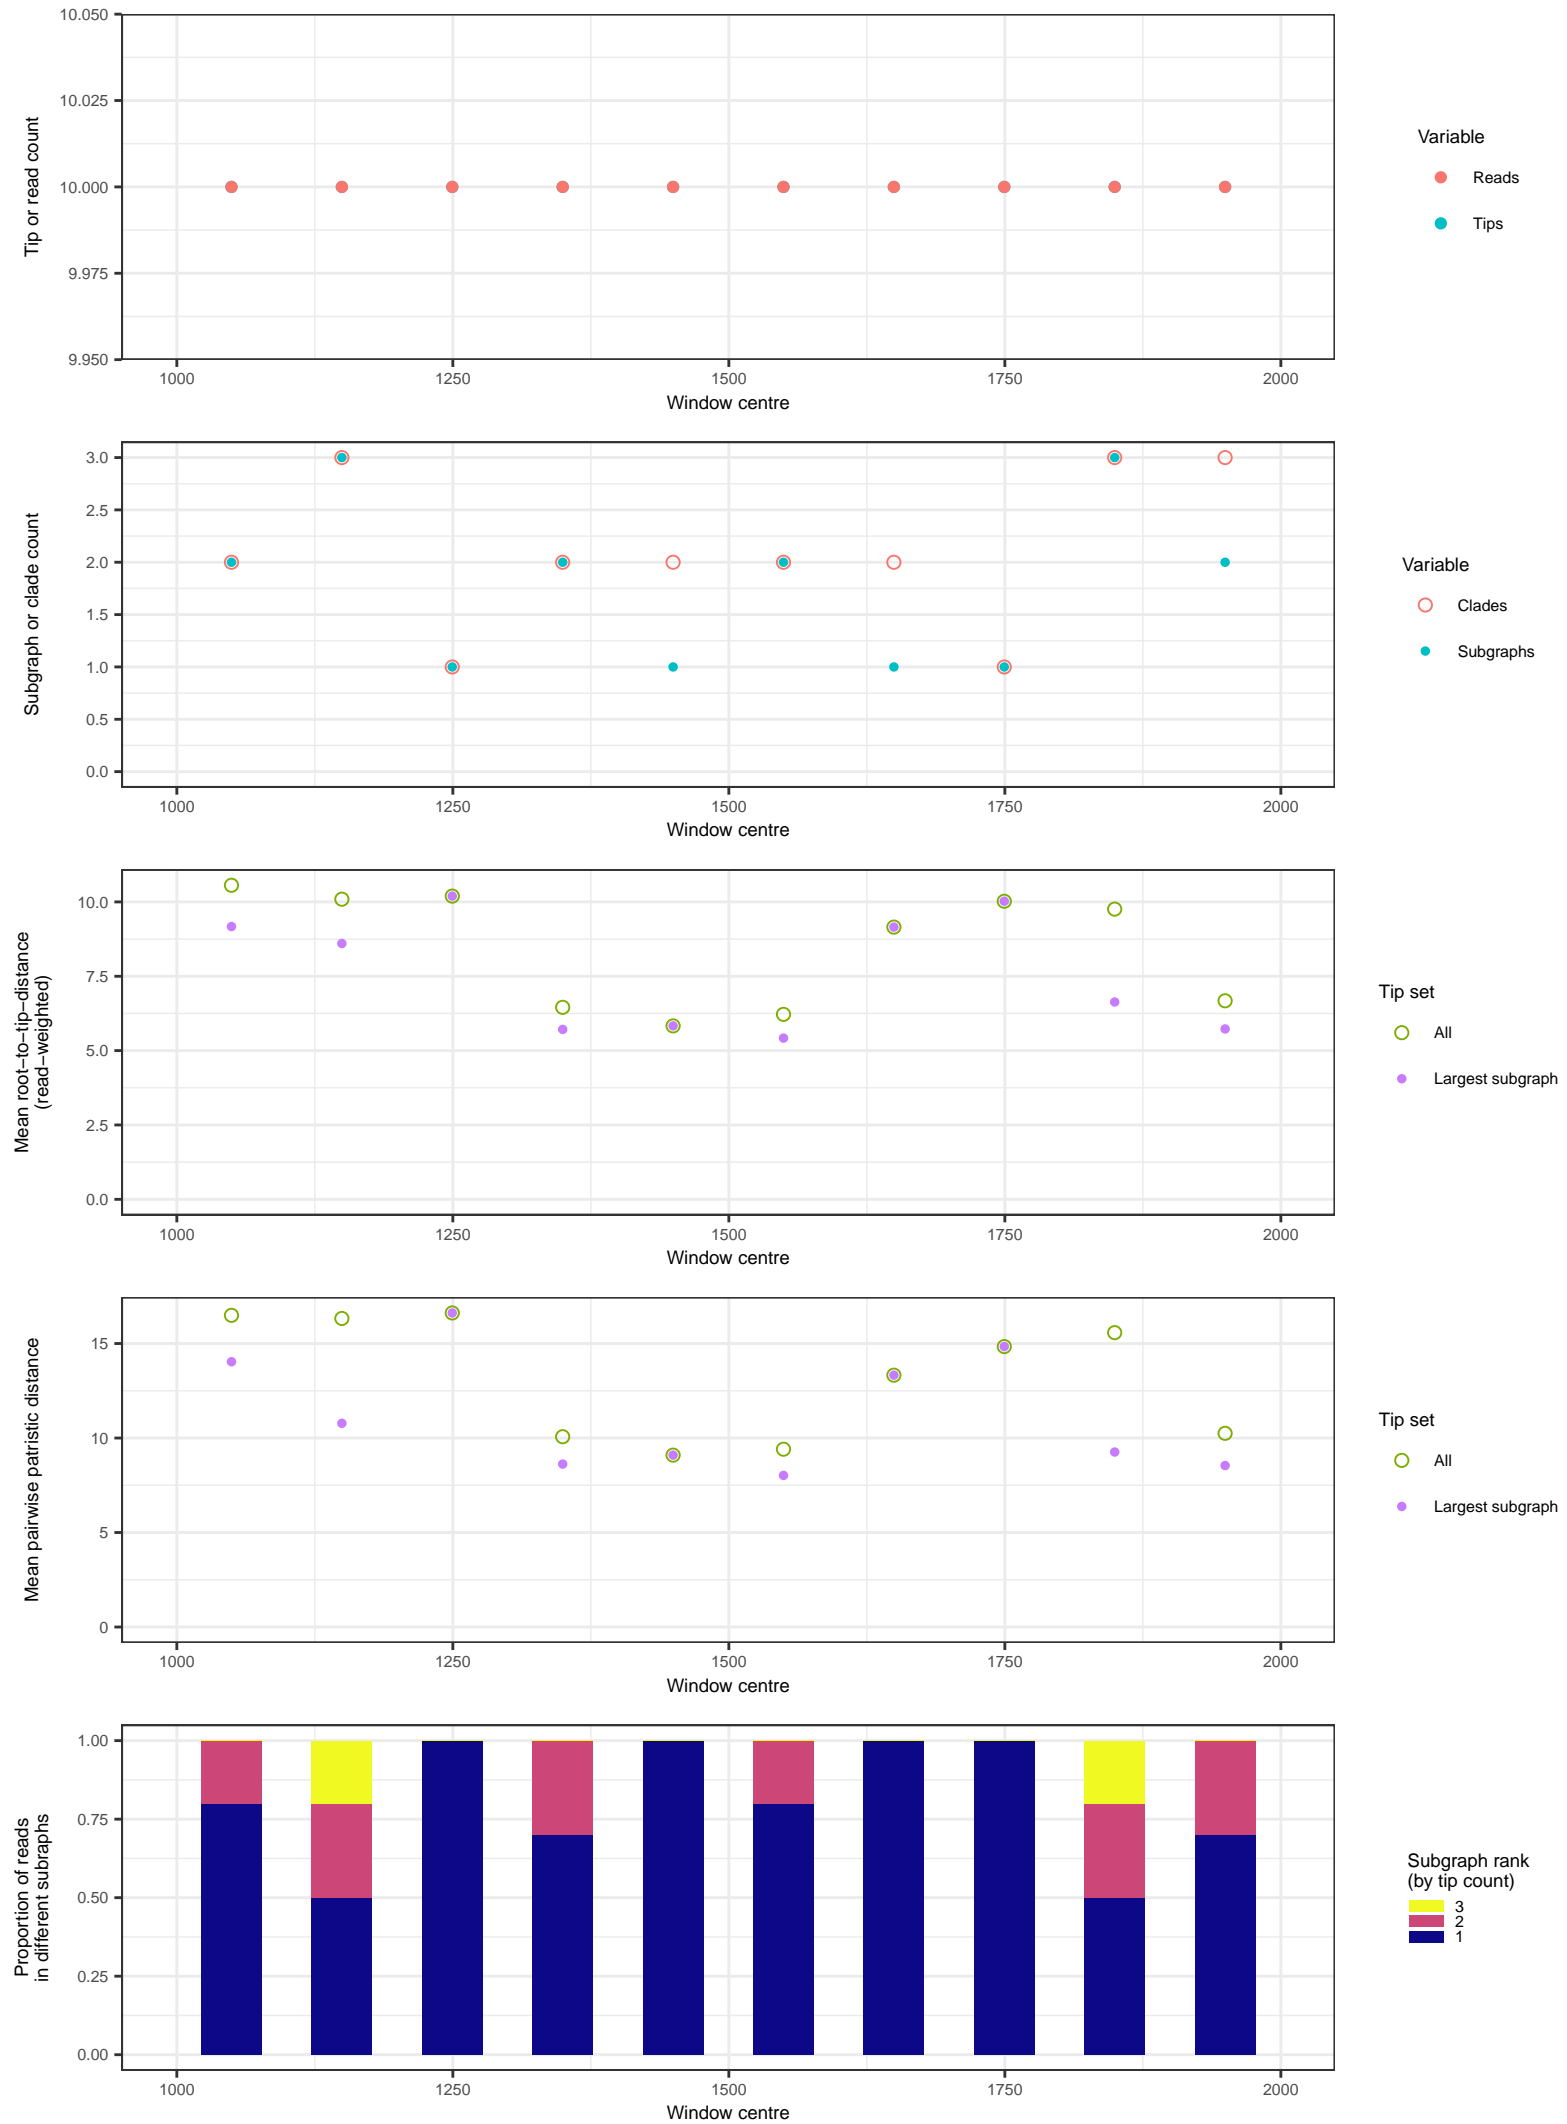 10.050
10.025
10.000
9.975
9.950
Tip or read count
1000 1250 1500 1750 2000
Window centre
Variable
Reads
Tips
3.0
2.5
2.0
1.5
1.0
0.5
0.0
Subgraph or clade count
1000 1250 1500 1750 2000
Window centre
Variable
Clades
Subgraphs
10.0
7.5
5.0
2.5
0.0
Mean root−to−tip−distance
(read−weighted)
1000 1250 1500 1750 2000
Window centre
Tip set
All
Largest subgraph
15
10
5
0
Mean pairwise patristic distance
1000 1250 1500 1750 2000
Window centre
Tip set
All
Largest subgraph
1.00
0.75
0.50
0.25
0.00
Proportion of reads
in different subraphs
1000 1250 1500 1750 2000
Window centre
Subgraph rank
(by tip count)
3
2
1